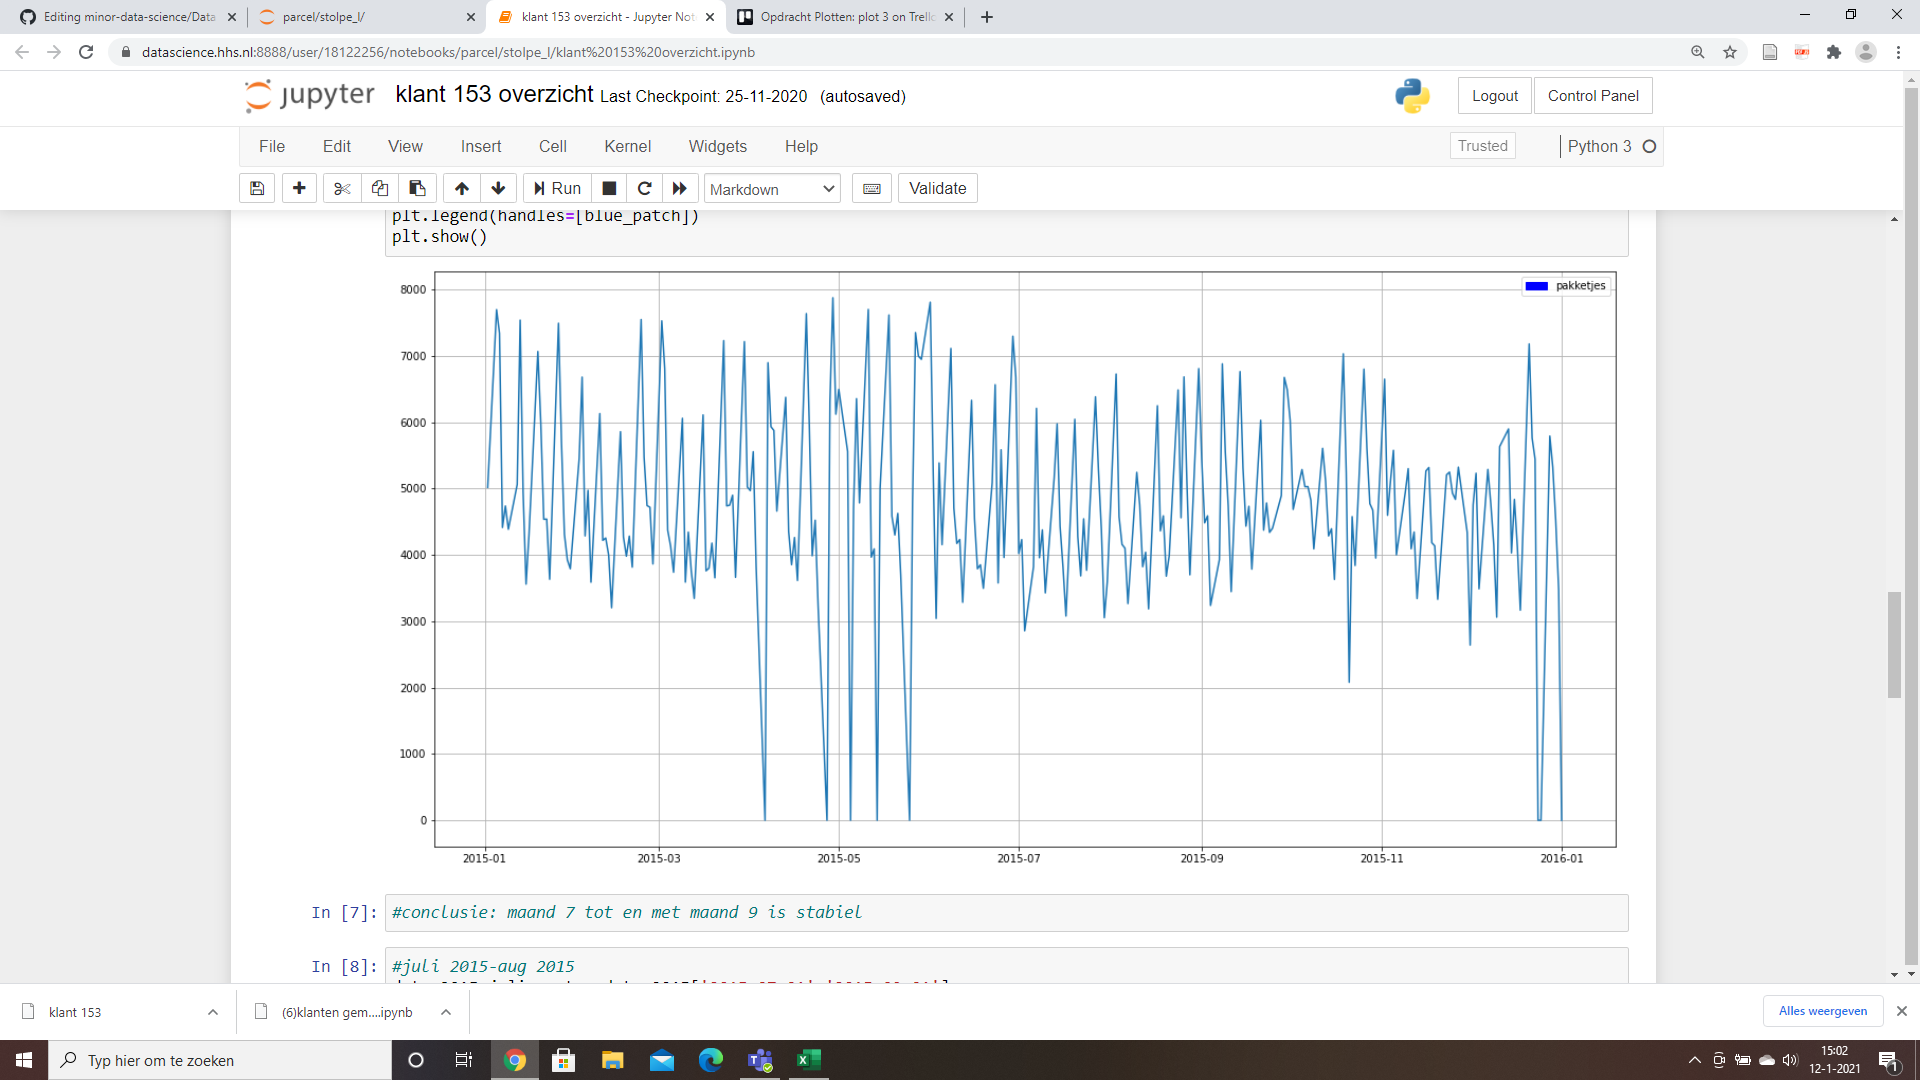 Editing minor-data-science/Data
parcel/stolpe_l/
klant 153 overzicht - Jupyter Not
Opdracht Plotten: plot 3 on Trello
datascience.hhs.nl:8888/user/18122256/notebooks/parcel/stolpe_l/klant%20153%20overzicht.ipynb
jupyter
klant 153 overzicht Last Checkpoint: 25-11-2020 (autosaved)
Logout
Control Panel
File Edit View Insert Cell Kernel Widgets Help
Trusted
Python 3
Run
Markdown
Validate
plt.legend(handles=[blue_patch])
plt.show()
pakketjes
8000
7000
6000
5000
4000
3000
2000
1000
0
2015-01 2015-03 2015-05 2015-07 2015-09 2015-11 2016-01
In [7]: #conclusie: maand 7 tot en met maand 9 is stabiel
In [8]: #juli 2015-aug 2015
klant 153
(6)klanten gem....ipynb
Alles weergeven
Typ hier om te zoeken
15:02
12-1-2021
1